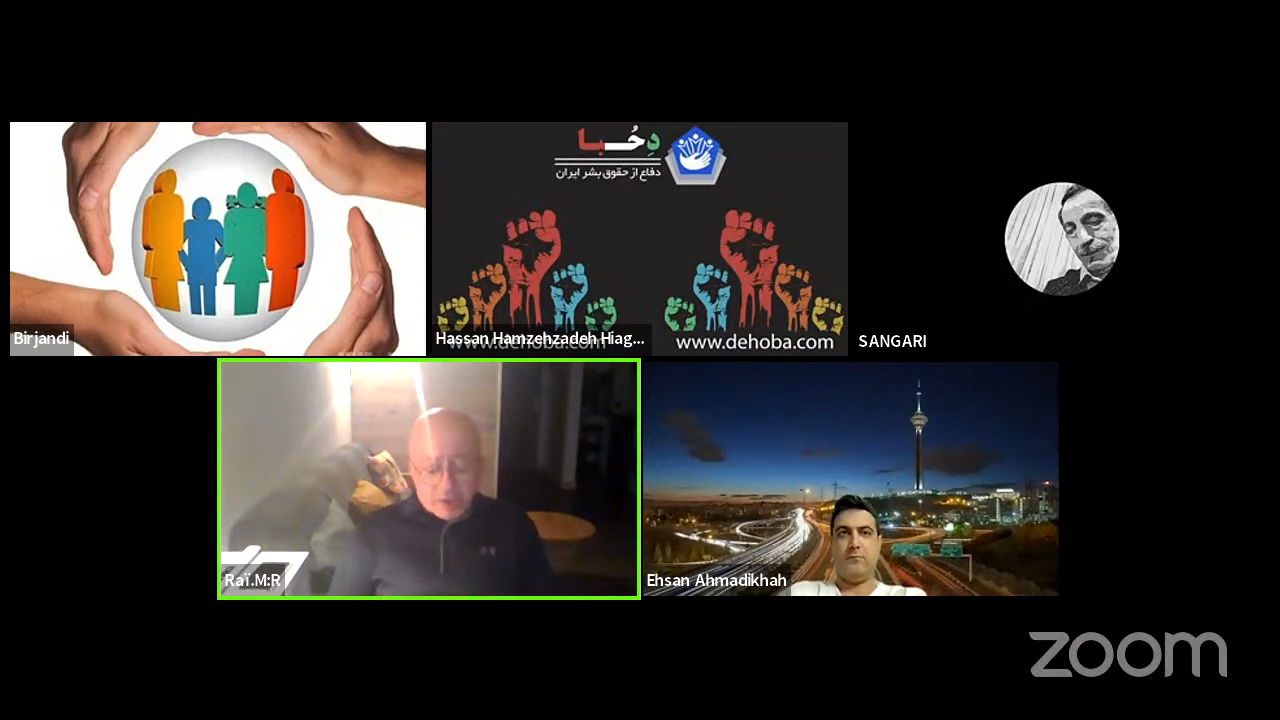 دِحُبا
دفاع از حقوق بشر ایران
Birjandi
Hassan Hamzehzadeh Hiag...
www.dehoba.com
www.dehoba.com
SANGARI
Raï.M:R
Ehsan Ahmadikhah
zoom